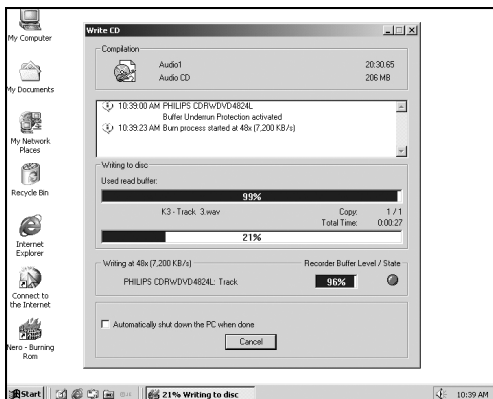 My Computer
My Documents
My Network
Places
Recycle Bin
Internet
Explorer
Connect to
the Internet
Nero - Burning
Rom
Write CD
Compilation
Audio1 20:30.65
Audio CD 206 MB
10:39:00 AM PHILIPS CDRWDVD4824L
Buffer Underrun Protection activated
10:39:23 AM Burn process started at 48x (7,200 KB/s)
Writing to disc
Used read buffer:
99%
K3 - Track 3.wav Copy: 1 / 1
Total Time: 0:00:27
21%
Writing at 48x (7,200 KB/s) Recorder Buffer Level / State
PHILIPS CDRWDVD4824L: Track 96%
Automatically shut down the PC when done
Cancel
Start 21% Writing to disc 10:39 AM